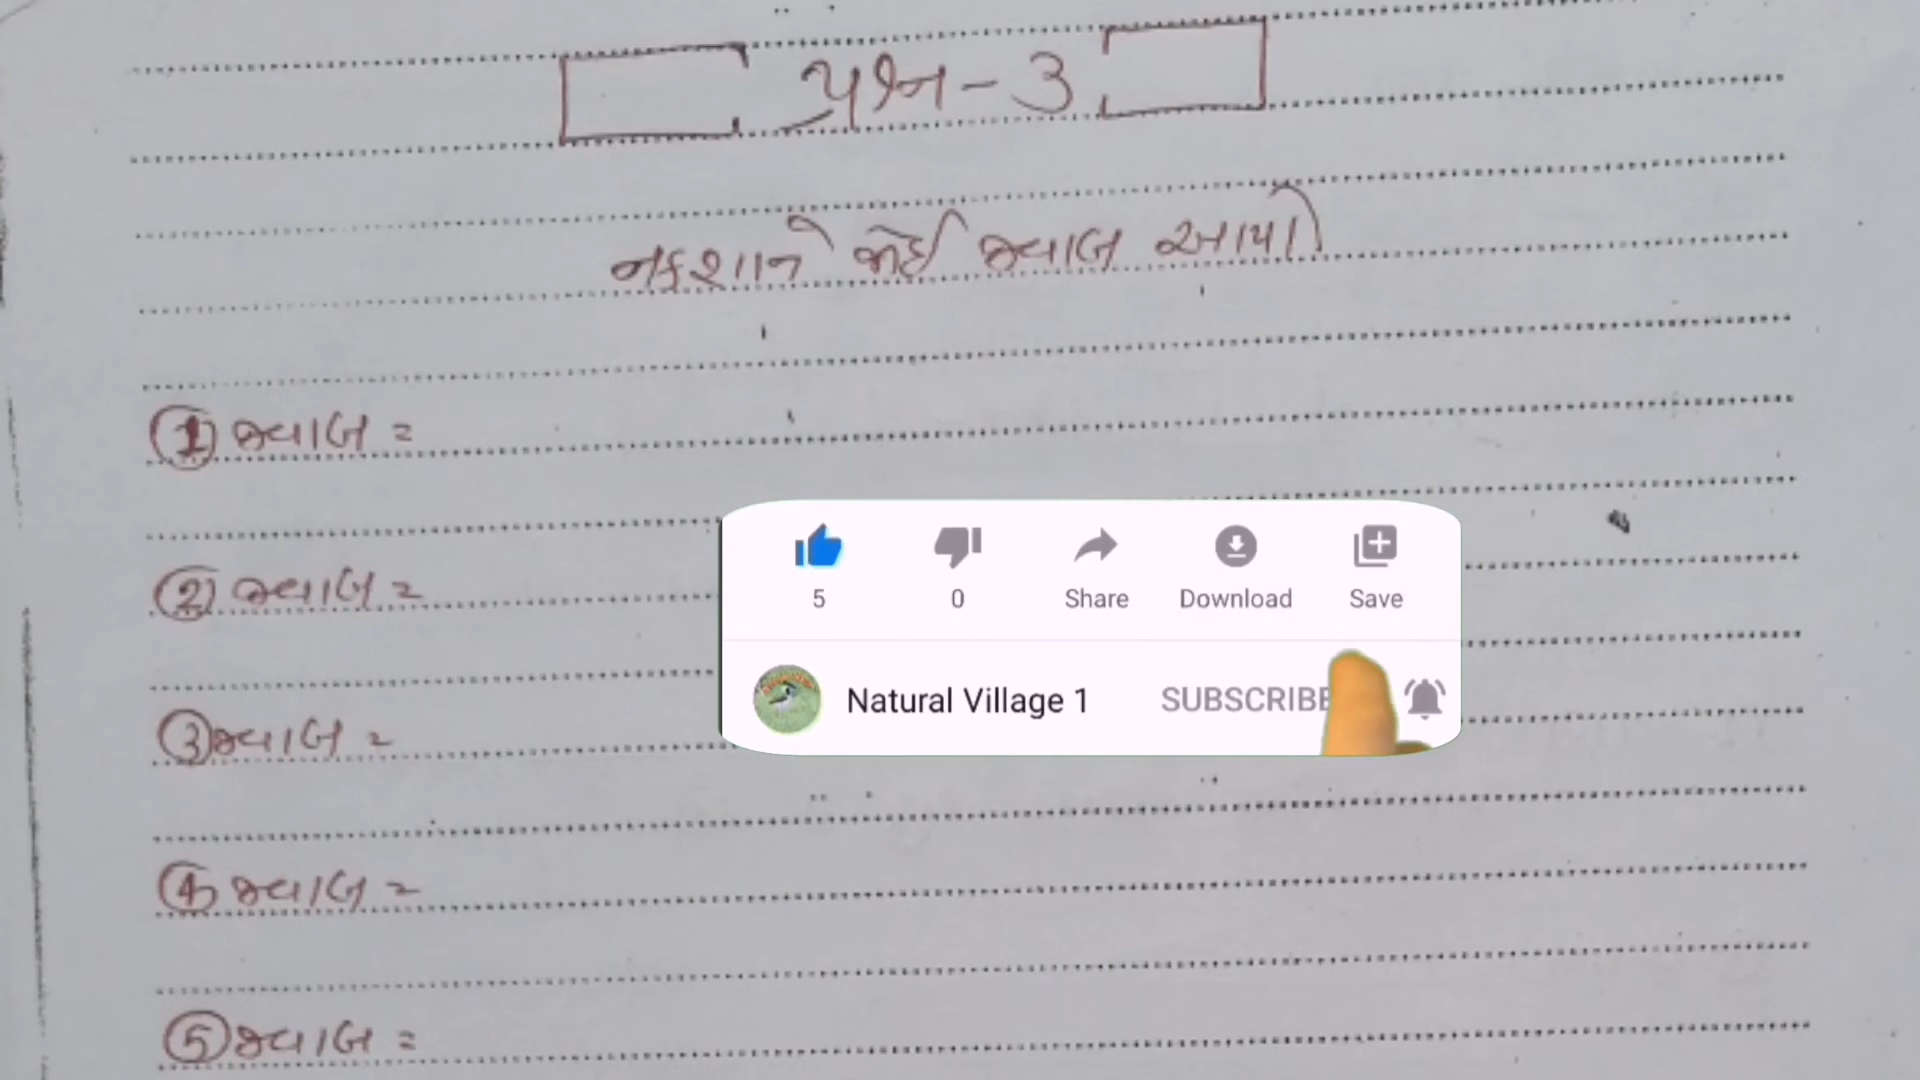 પ્રશ્ન - ૩
નકશાને જોઈ જવાબ આપો
① જવાબ =
② જવાબ =
③ જવાબ =
④ જવાબ =
⑤ જવાબ =
5 0 Share Download Save
Natural Village 1 SUBSCRIBE